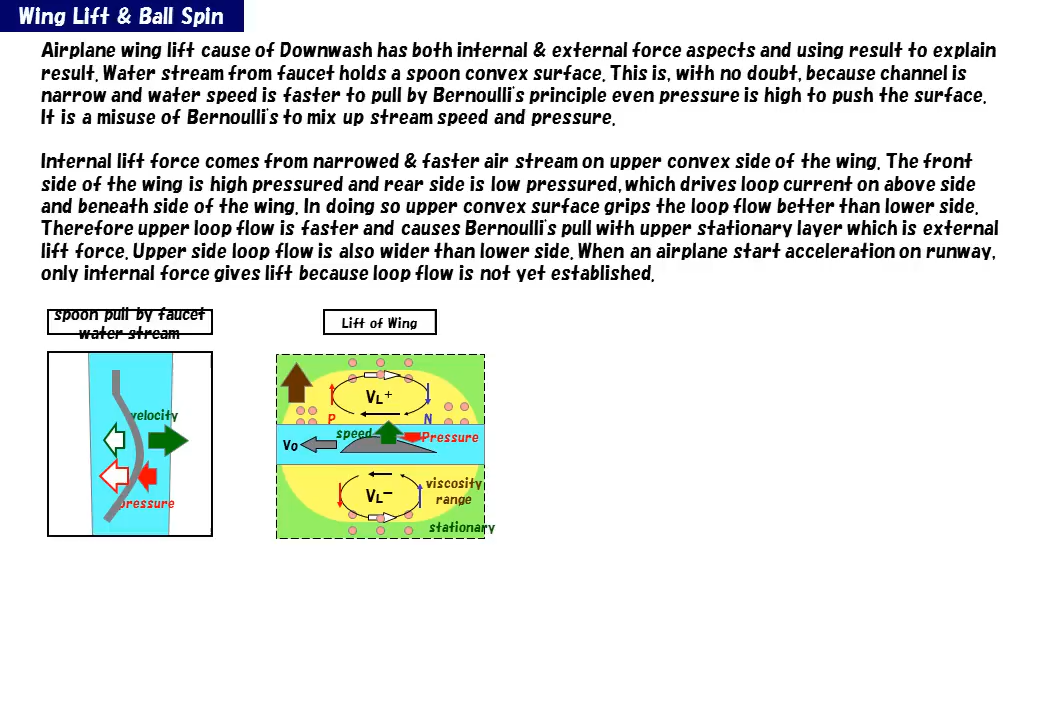 Wing Lift & Ball Spin
Airplane wing lift cause of Downwash has both internal & external force aspects and using result to explain
result. Water stream from faucet holds a spoon convex surface. This is, with no doubt, because channel is
narrow and water speed is faster to pull by Bernoulli's principle even pressure is high to push the surface.
It is a misuse of Bernoulli's to mix up stream speed and pressure.
Internal lift force comes from narrowed & faster air stream on upper convex side of the wing. The front
side of the wing is high pressured and rear side is low pressured, which drives loop current on above side
and beneath side of the wing. In doing so upper convex surface grips the loop flow better than lower side.
Therefore upper loop flow is faster and causes Bernoulli's pull with upper stationary layer which is external
lift force. Upper side loop flow is also wider than lower side. When an airplane start acceleration on runway,
only internal force gives lift because loop flow is not yet established.
spoon pull by faucet
water stream
Lift of Wing
velocity
pressure
VL+
P
N
speed
Pressure
Vo
VL−
viscosity
range
stationary